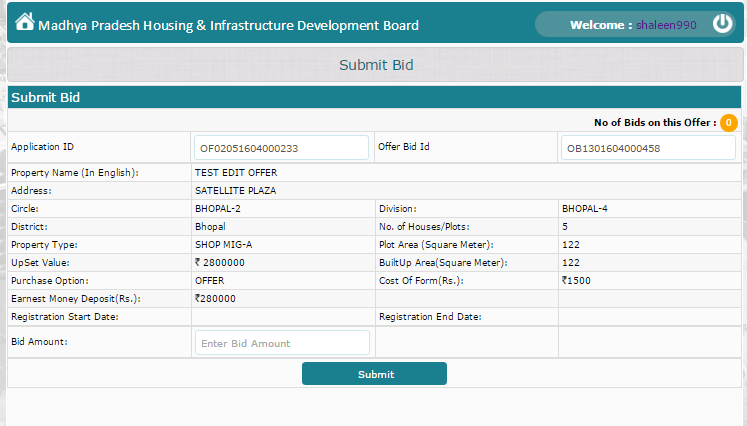 Madhya Pradesh Housing & Infrastructure Development Board Welcome : shaleen990
Submit Bid
Submit Bid
No of Bids on this Offer : 0
Application ID OF02051604000233 Offer Bid Id OB1301604000458
Property Name (In English): TEST EDIT OFFER
Address: SATELLITE PLAZA
Circle: BHOPAL-2 Division: BHOPAL-4
District: Bhopal No. of Houses/Plots: 5
Property Type: SHOP MIG-A Plot Area (Square Meter): 122
UpSet Value: ₹ 2800000 BuiltUp Area(Square Meter): 122
Purchase Option: OFFER Cost Of Form(Rs.): ₹1500
Earnest Money Deposit(Rs.): ₹280000
Registration Start Date: Registration End Date:
Bid Amount: Enter Bid Amount
Submit